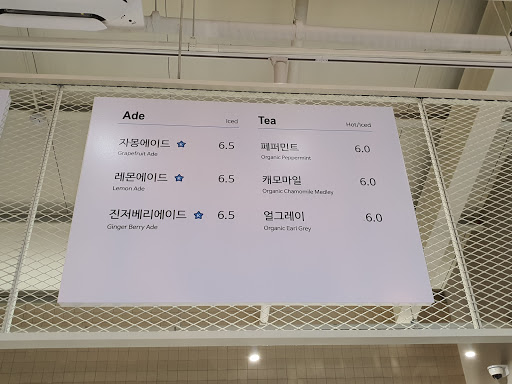 Ade
Iced
자몽에이드 6.5
Grapefruit Ade
레몬에이드 6.5
Lemon Ade
진저베리에이드 6.5
Ginger Berry Ade
Tea
Hot/Iced
페퍼민트 6.0
Organic Peppermint
캐모마일 6.0
Organic Chamomile Medley
얼그레이 6.0
Organic Earl Grey